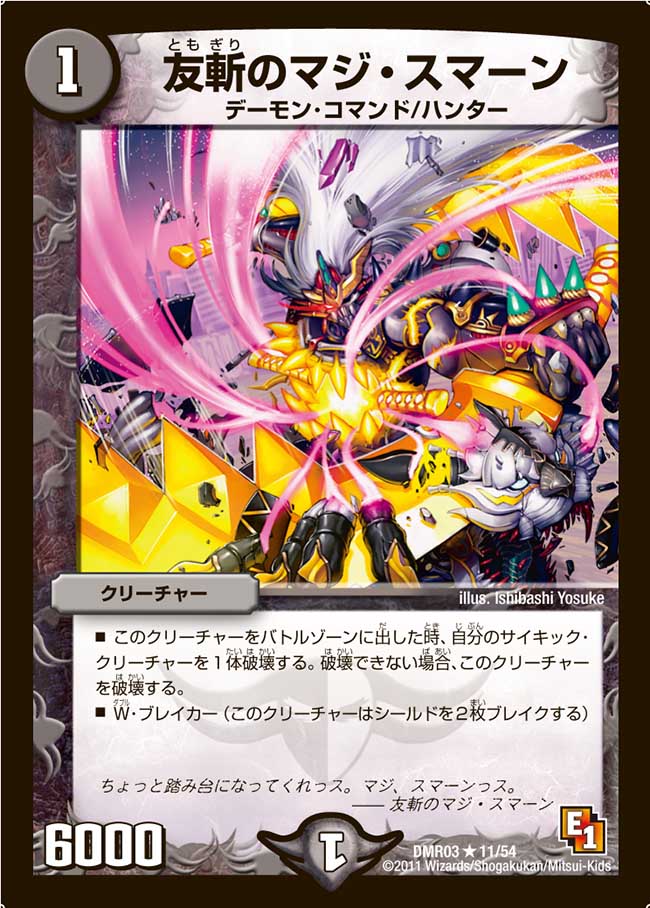 1
とも ぎり
友斬のマジ・スマーン
デーモン・コマンド/ハンター
クリーチャー
illus. Ishibashi Yosuke
■ このクリーチャーをバトルゾーンに出した時、自分のサイキック・
クリーチャーを1体破壊する。破壊できない場合、このクリーチャー
を破壊する。
■ W・ブレイカー（このクリーチャーはシールドを2枚ブレイクする）
ちょっと踏み台になってくれっス。マジ、スマーンっス。
―― 友斬のマジ・スマーン
6000
1
E1
DMR03 ★ 11/54
©2011 Wizards/Shogakukan/Mitsui-Kids